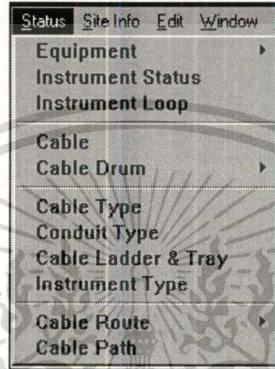 Status Site Info Edit Window
Equipment
Instrument Status
Instrument Loop
Cable
Cable Drum
Cable Type
Conduit Type
Cable Ladder & Tray
Instrument Type
Cable Route
Cable Path